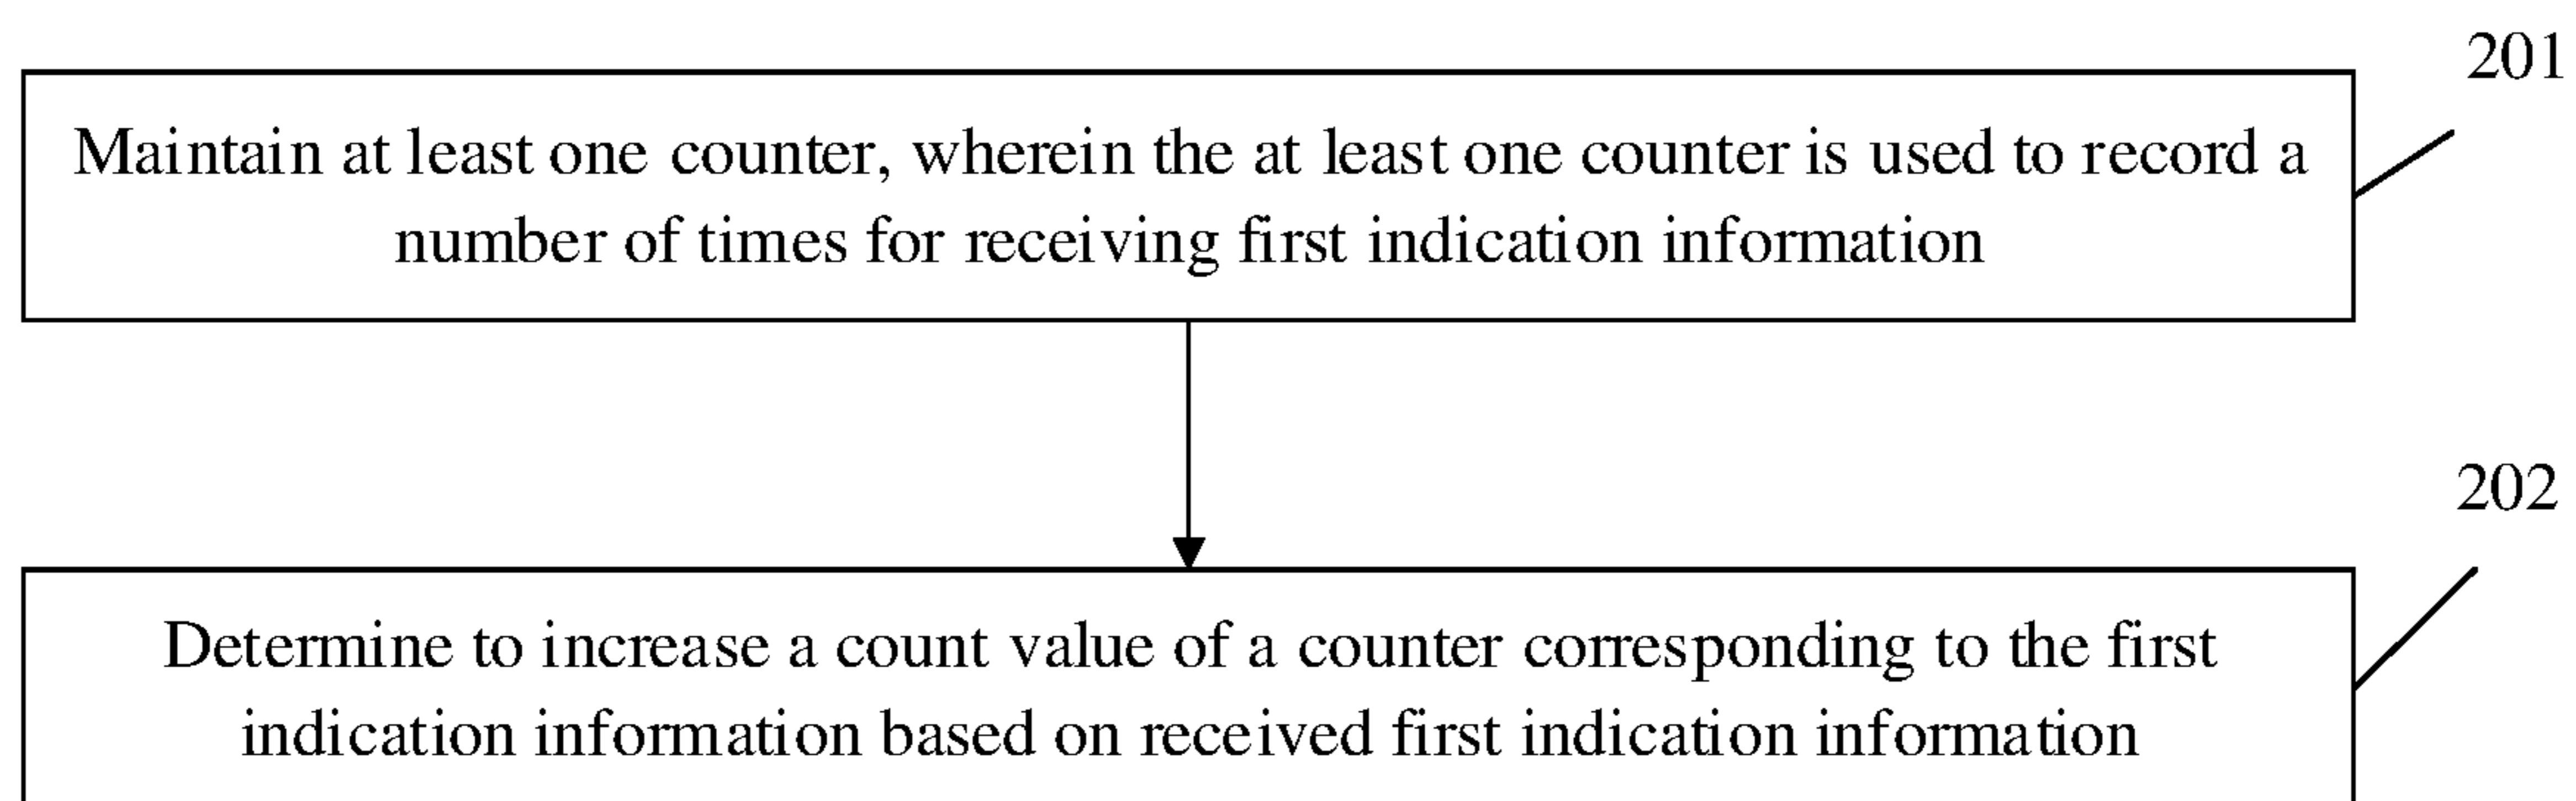 201
Maintain at least one counter, wherein the at least one counter is used to record a
number of times for receiving first indication information
202
Determine to increase a count value of a counter corresponding to the first
indication information based on received first indication information